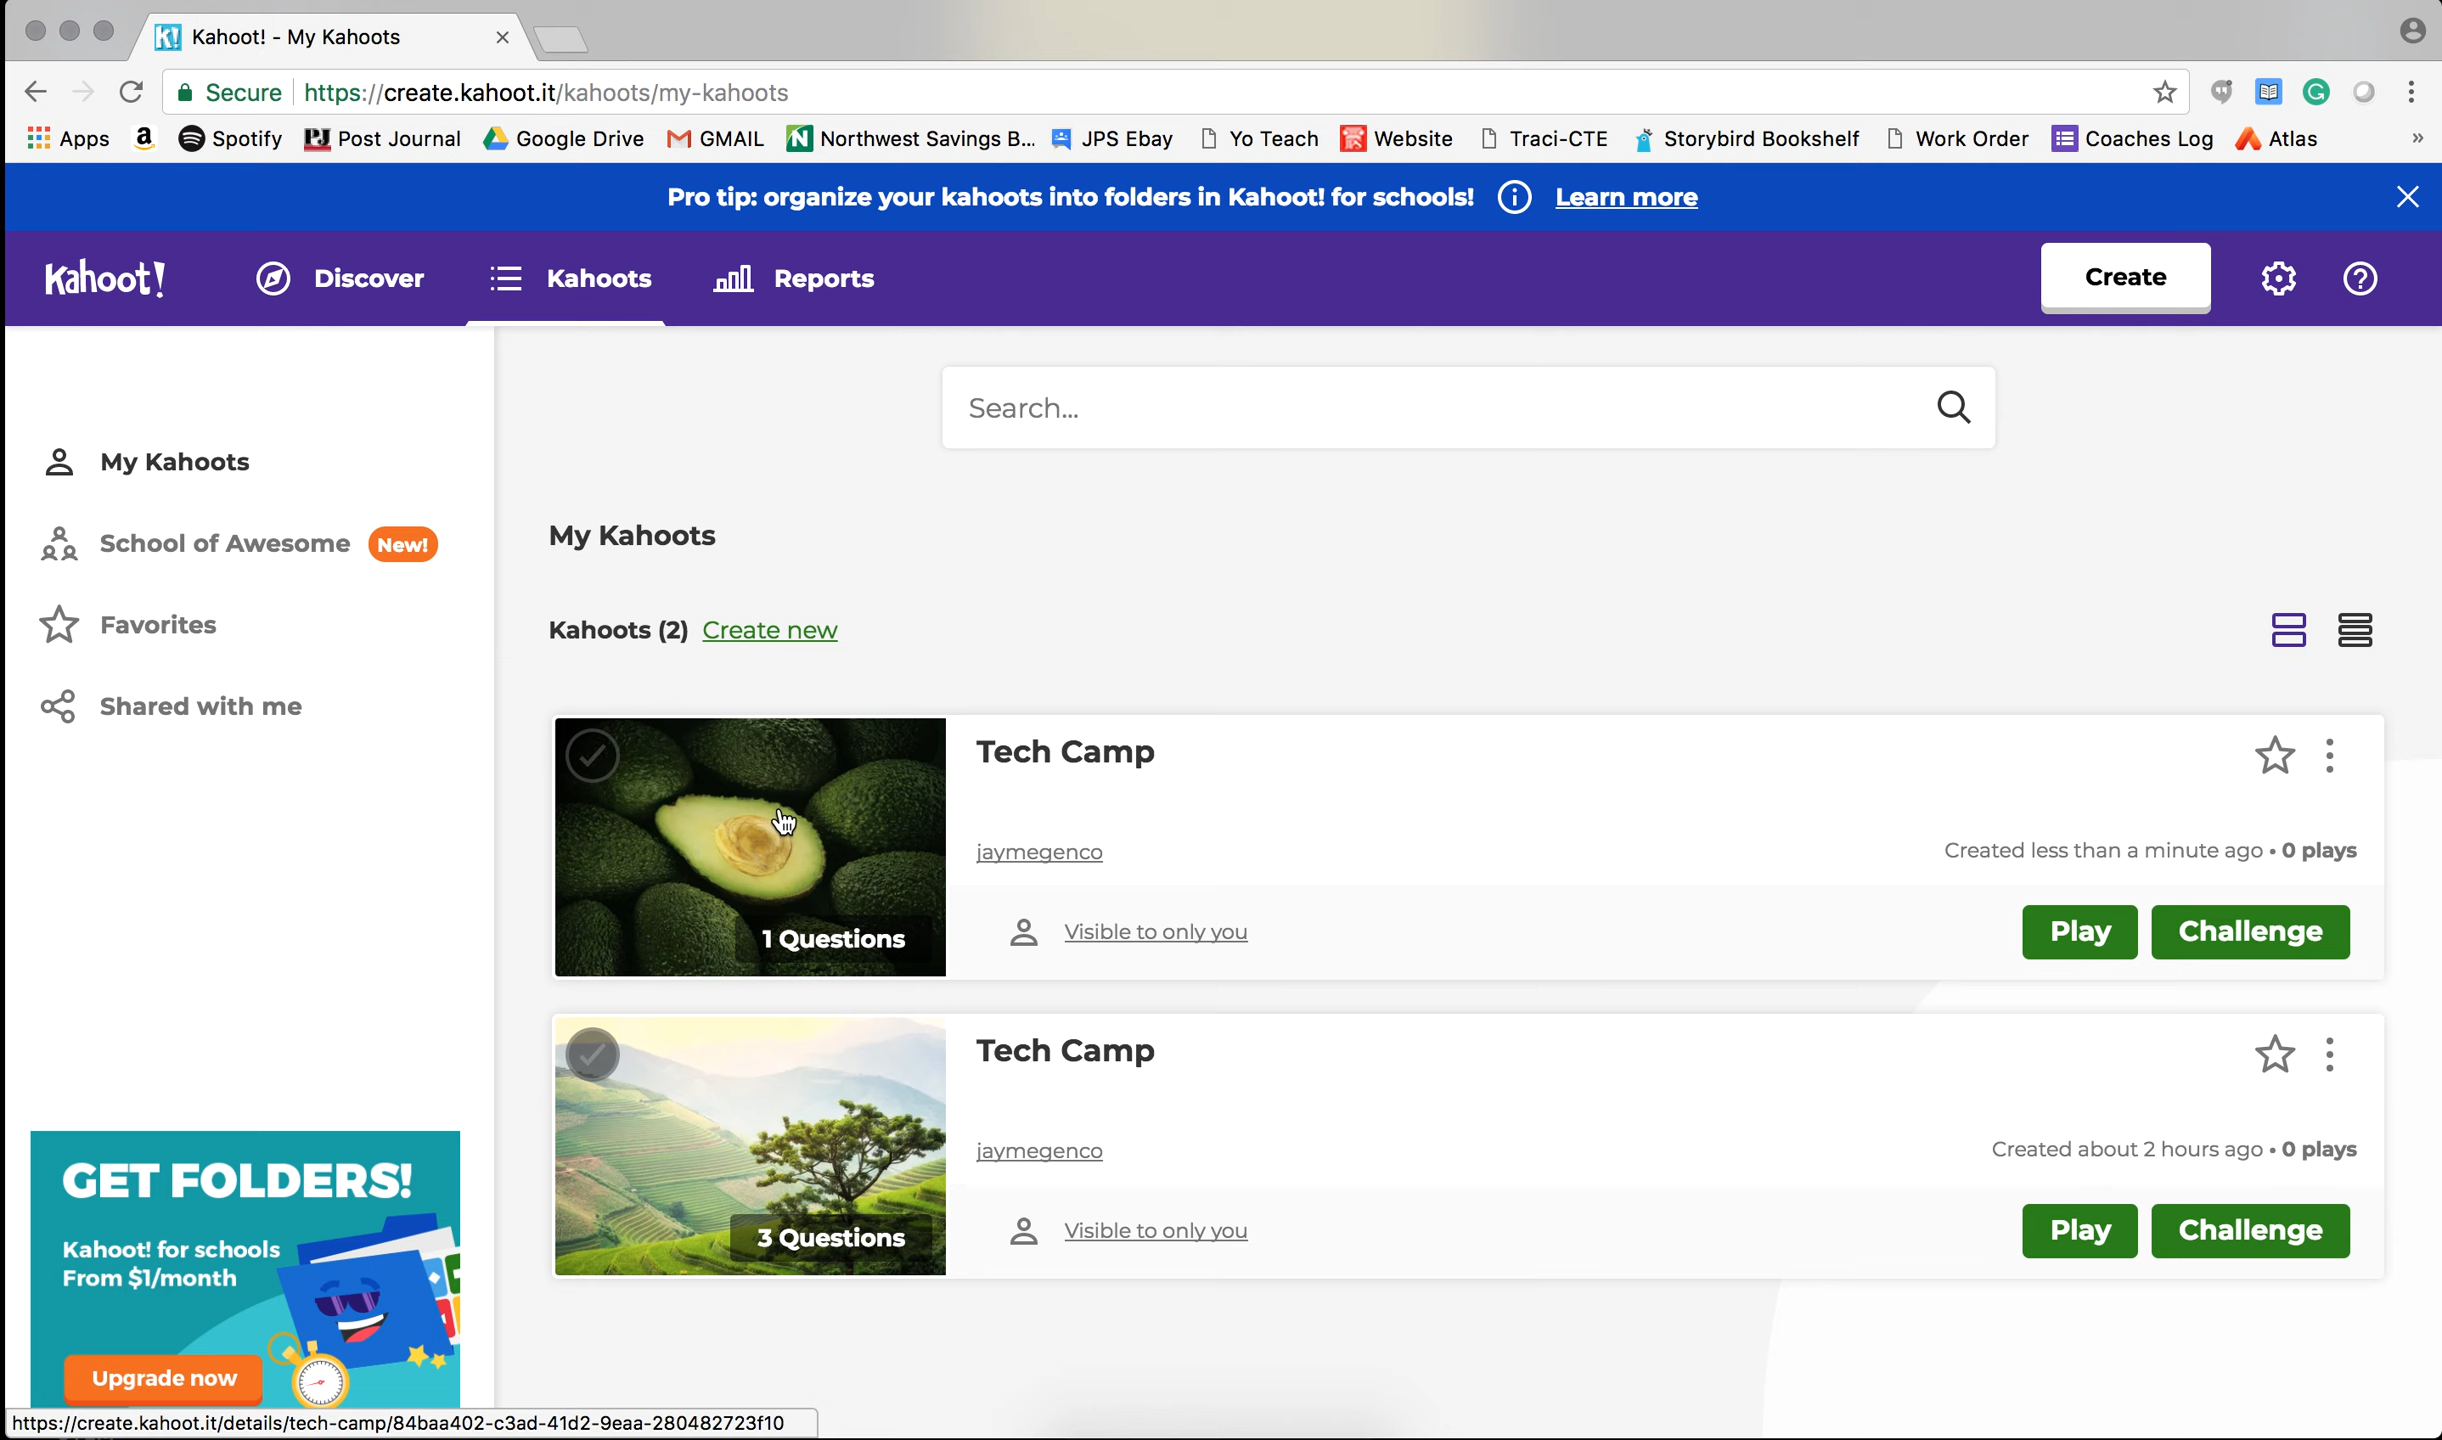 Kahoot! - My Kahoots
Secure https://create.kahoot.it/kahoots/my-kahoots
Apps Spotify Post Journal Google Drive GMAIL Northwest Savings B... JPS Ebay Yo Teach Website Traci-CTE Storybird Bookshelf Work Order Coaches Log Atlas »
Pro tip: organize your kahoots into folders in Kahoot! for schools! Learn more
Kahoot! Discover Kahoots Reports Create
Search...
My Kahoots
School of Awesome New!
Favorites
Shared with me
My Kahoots
Kahoots (2) Create new
Tech Camp
jaymegenco Created less than a minute ago • 0 plays
1 Questions Visible to only you Play Challenge
Tech Camp
jaymegenco Created about 2 hours ago • 0 plays
3 Questions Visible to only you Play Challenge
GET FOLDERS!
Kahoot! for schools
From $1/month
Upgrade now
https://create.kahoot.it/details/tech-camp/84baa402-c3ad-41d2-9eaa-280482723f10